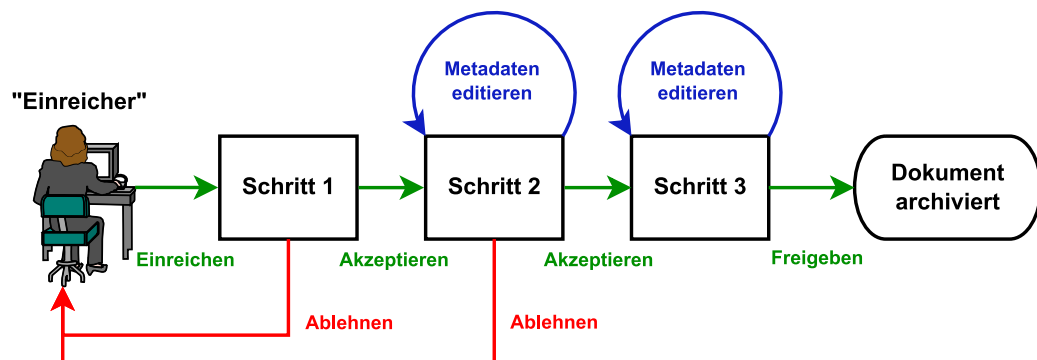 Metadaten
editieren
Metadaten
editieren
"Einreicher"
Schritt 1
Schritt 2
Schritt 3
Dokument
archiviert
Einreichen
Akzeptieren
Akzeptieren
Freigeben
Ablehnen
Ablehnen